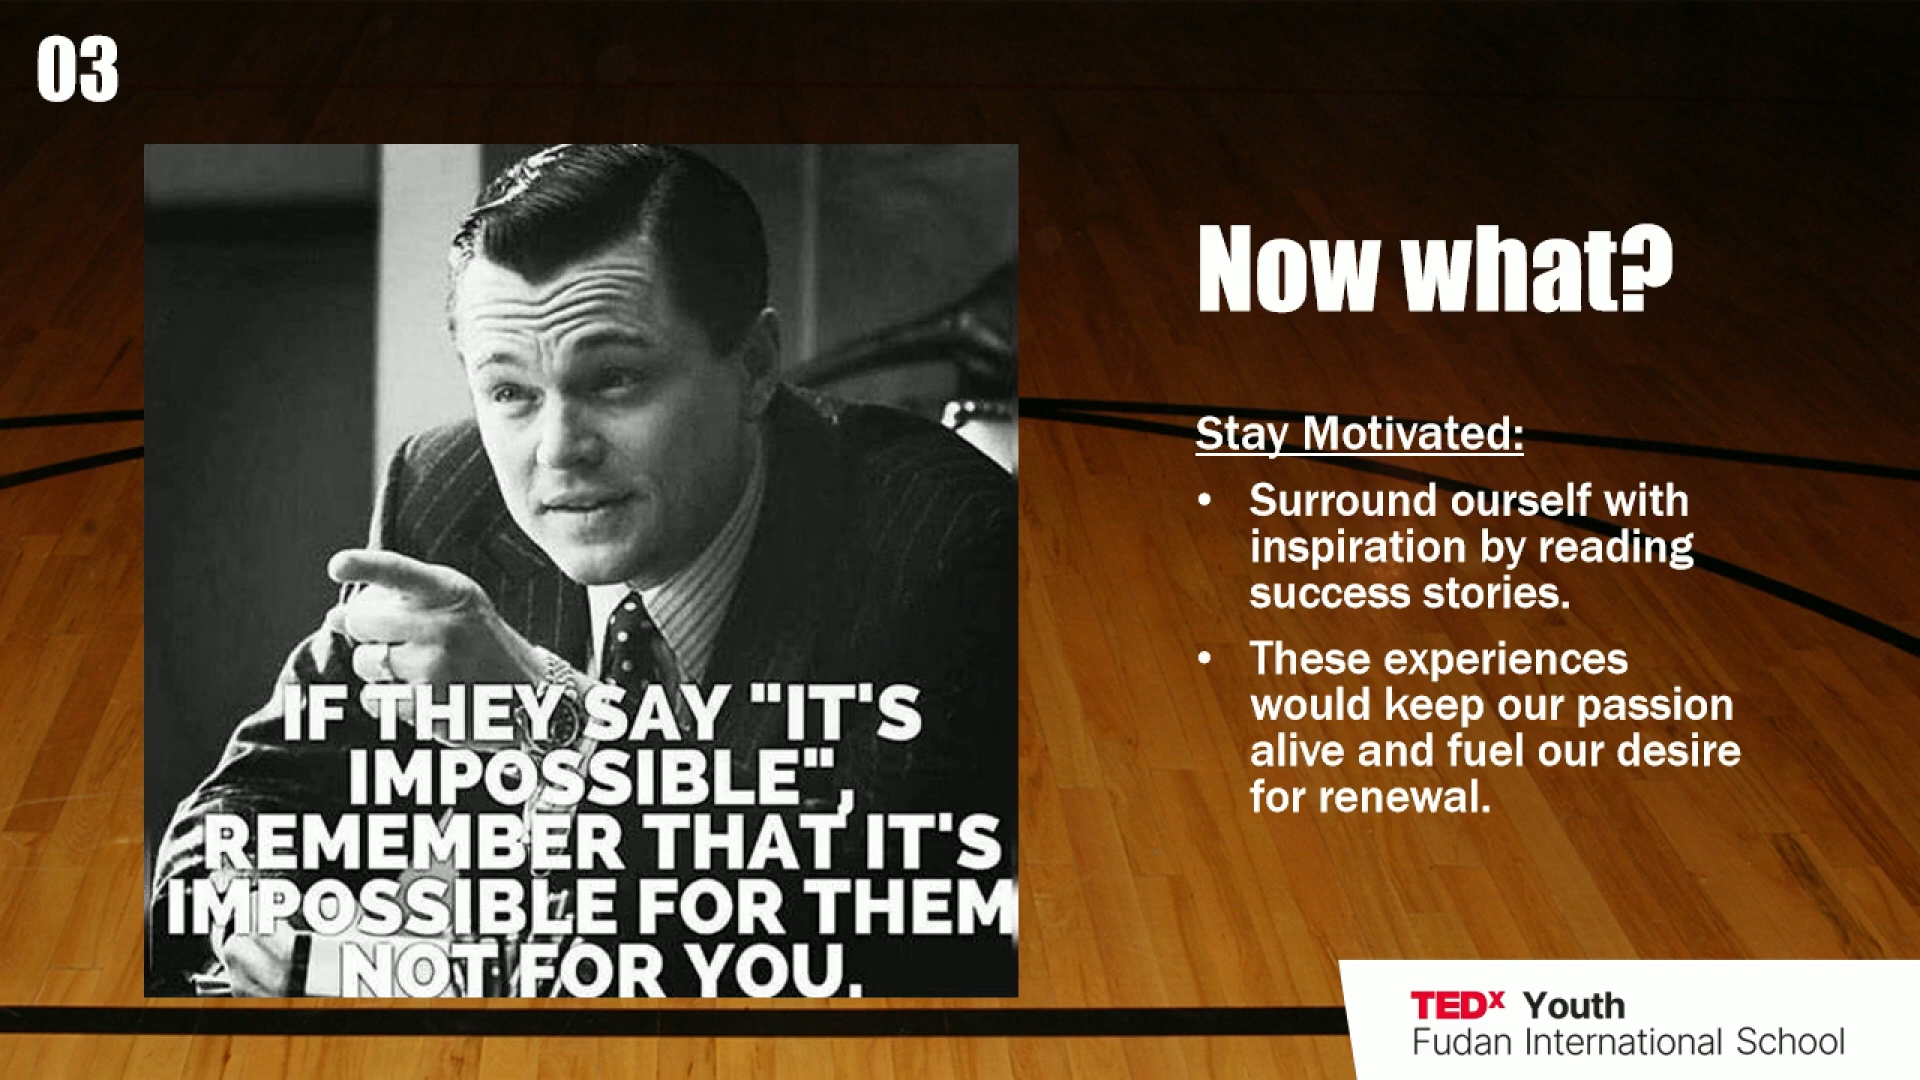 03
IF THEY SAY "IT'S
IMPOSSIBLE",
REMEMBER THAT IT'S
IMPOSSIBLE FOR THEM
NOT FOR YOU.
Now what?
Stay Motivated:
• Surround ourself with
inspiration by reading
success stories.
• These experiences
would keep our passion
alive and fuel our desire
for renewal.
TEDx Youth
Fudan International School